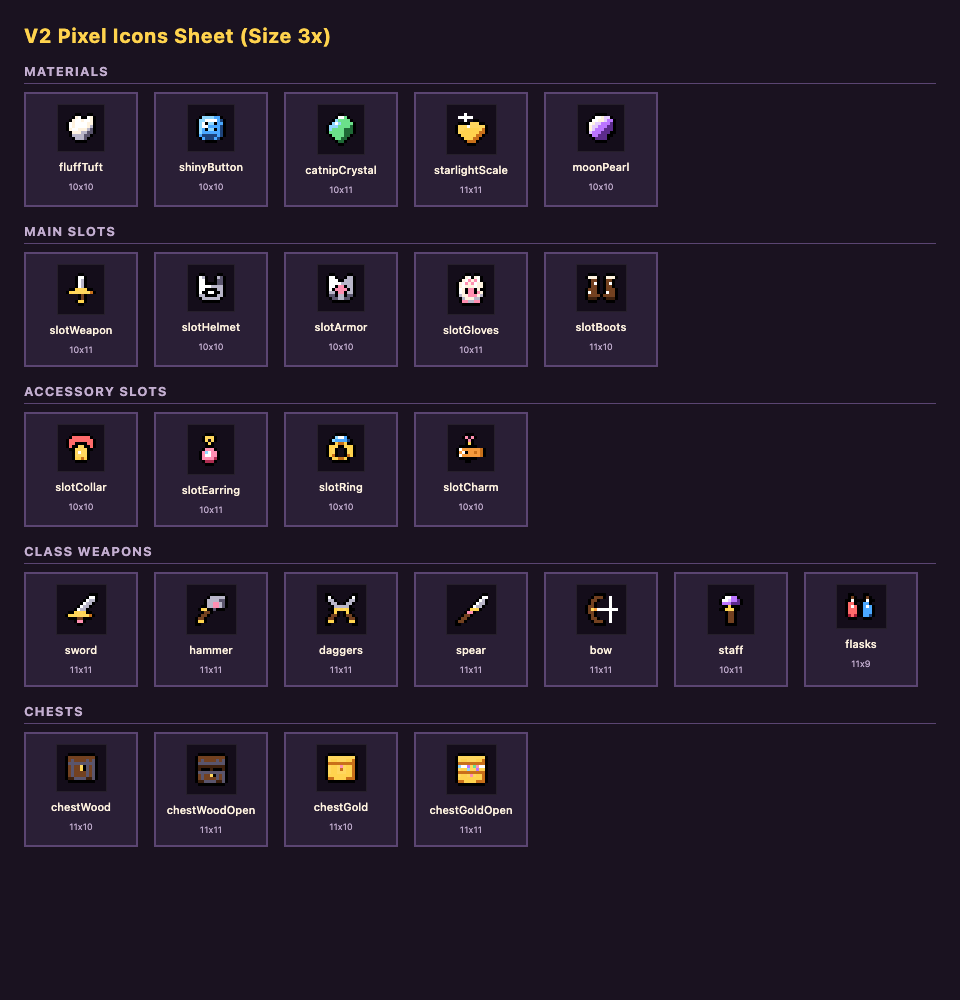 V2 Pixel Icons Sheet (Size 3x)
MATERIALS
fluffTuft
10x10
shinyButton
10x10
catnipCrystal
10x11
starlightScale
11x11
moonPearl
10x10
MAIN SLOTS
slotWeapon
10x11
slotHelmet
10x10
slotArmor
10x10
slotGloves
10x11
slotBoots
11x10
ACCESSORY SLOTS
slotCollar
10x10
slotEarring
10x11
slotRing
10x10
slotCharm
10x10
CLASS WEAPONS
sword
11x11
hammer
11x11
daggers
11x11
spear
11x11
bow
11x11
staff
10x11
flasks
11x9
CHESTS
chestWood
11x10
chestWoodOpen
11x11
chestGold
11x10
chestGoldOpen
11x11